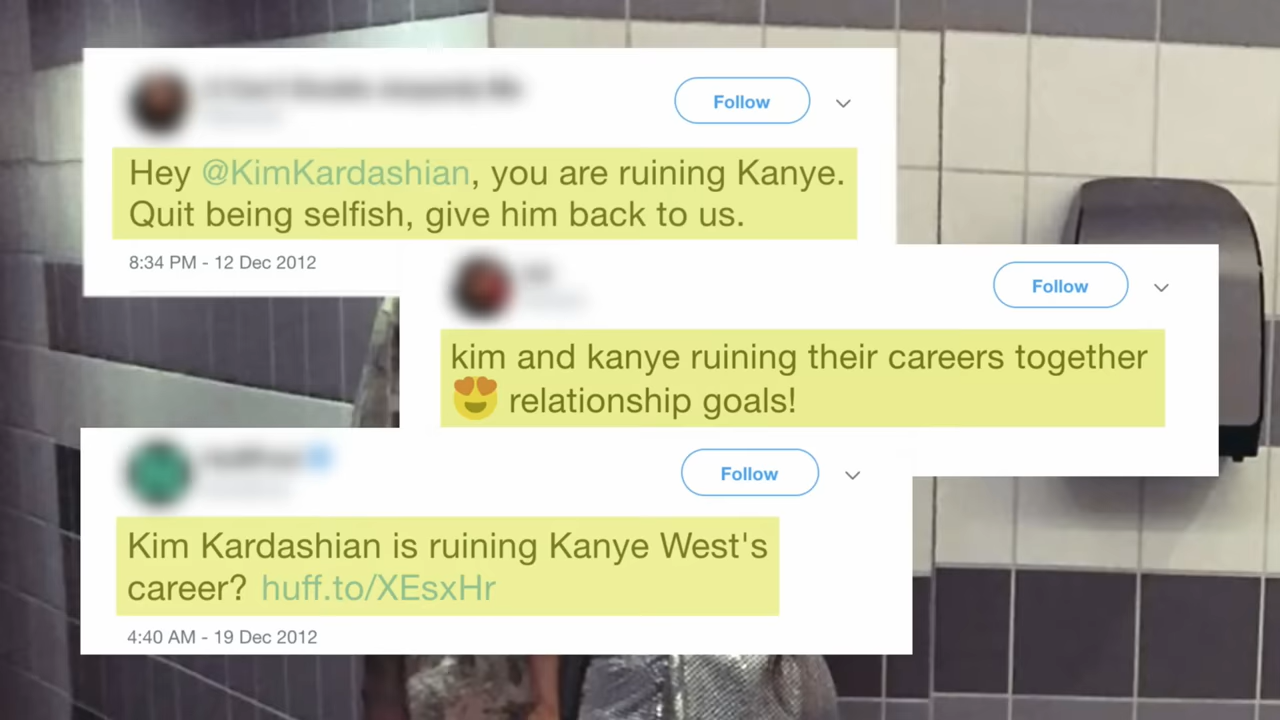 Follow
Hey @KimKardashian, you are ruining Kanye.
Quit being selfish, give him back to us.
8:34 PM - 12 Dec 2012
Follow
kim and kanye ruining their careers together
😍 relationship goals!
Follow
Kim Kardashian is ruining Kanye West's
career? huff.to/XEsxHr
4:40 AM - 19 Dec 2012